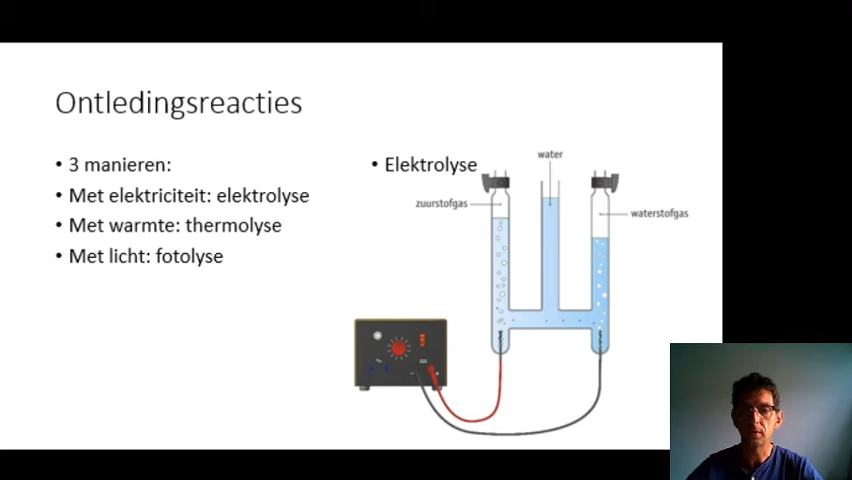 Ontledingsreacties
• 3 manieren:
• Met elektriciteit: elektrolyse
• Met warmte: thermolyse
• Met licht: fotolyse
• Elektrolyse
water
zuurstofgas
waterstofgas